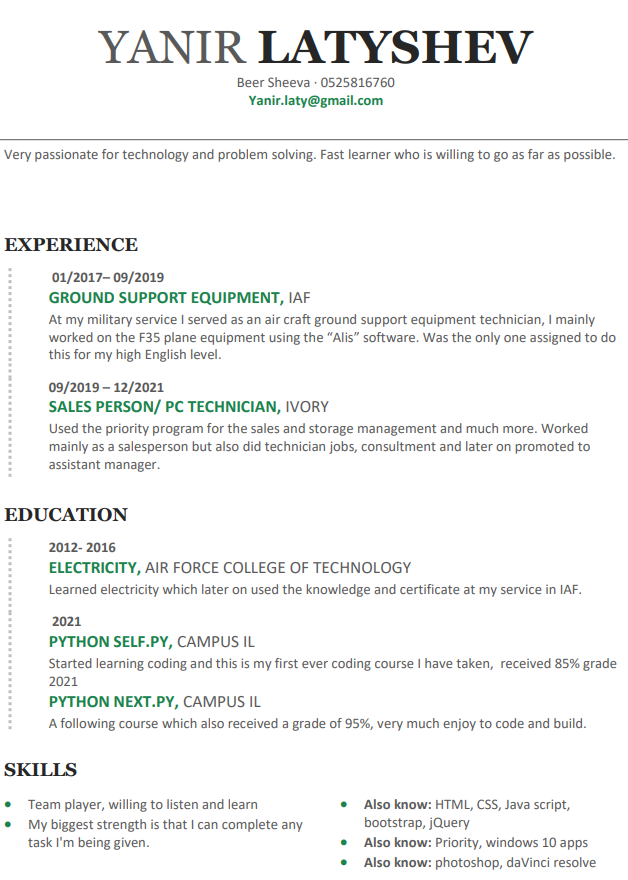 YANIR LATYSHEV
Beer Sheeva · 0525816760
Yanir.laty@gmail.com
Very passionate for technology and problem solving. Fast learner who is willing to go as far as possible.
EXPERIENCE
01/2017– 09/2019
GROUND SUPPORT EQUIPMENT, IAF
At my military service I served as an air craft ground support equipment technician, I mainly
worked on the F35 plane equipment using the “Alis” software. Was the only one assigned to do
this for my high English level.
09/2019 – 12/2021
SALES PERSON/ PC TECHNICIAN, IVORY
Used the priority program for the sales and storage management and much more. Worked
mainly as a salesperson but also did technician jobs, consultment and later on promoted to
assistant manager.
EDUCATION
2012- 2016
ELECTRICITY, AIR FORCE COLLEGE OF TECHNOLOGY
Learned electricity which later on used the knowledge and certificate at my service in IAF.
2021
PYTHON SELF.PY, CAMPUS IL
Started learning coding and this is my first ever coding course I have taken,  received 85% grade
2021
PYTHON NEXT.PY, CAMPUS IL
A following course which also received a grade of 95%, very much enjoy to code and build.
SKILLS
• Team player, willing to listen and learn
• My biggest strength is that I can complete any
task I'm being given.
• Also know: HTML, CSS, Java script,
bootstrap, jQuery
• Also know: Priority, windows 10 apps
• Also know: photoshop, daVinci resolve